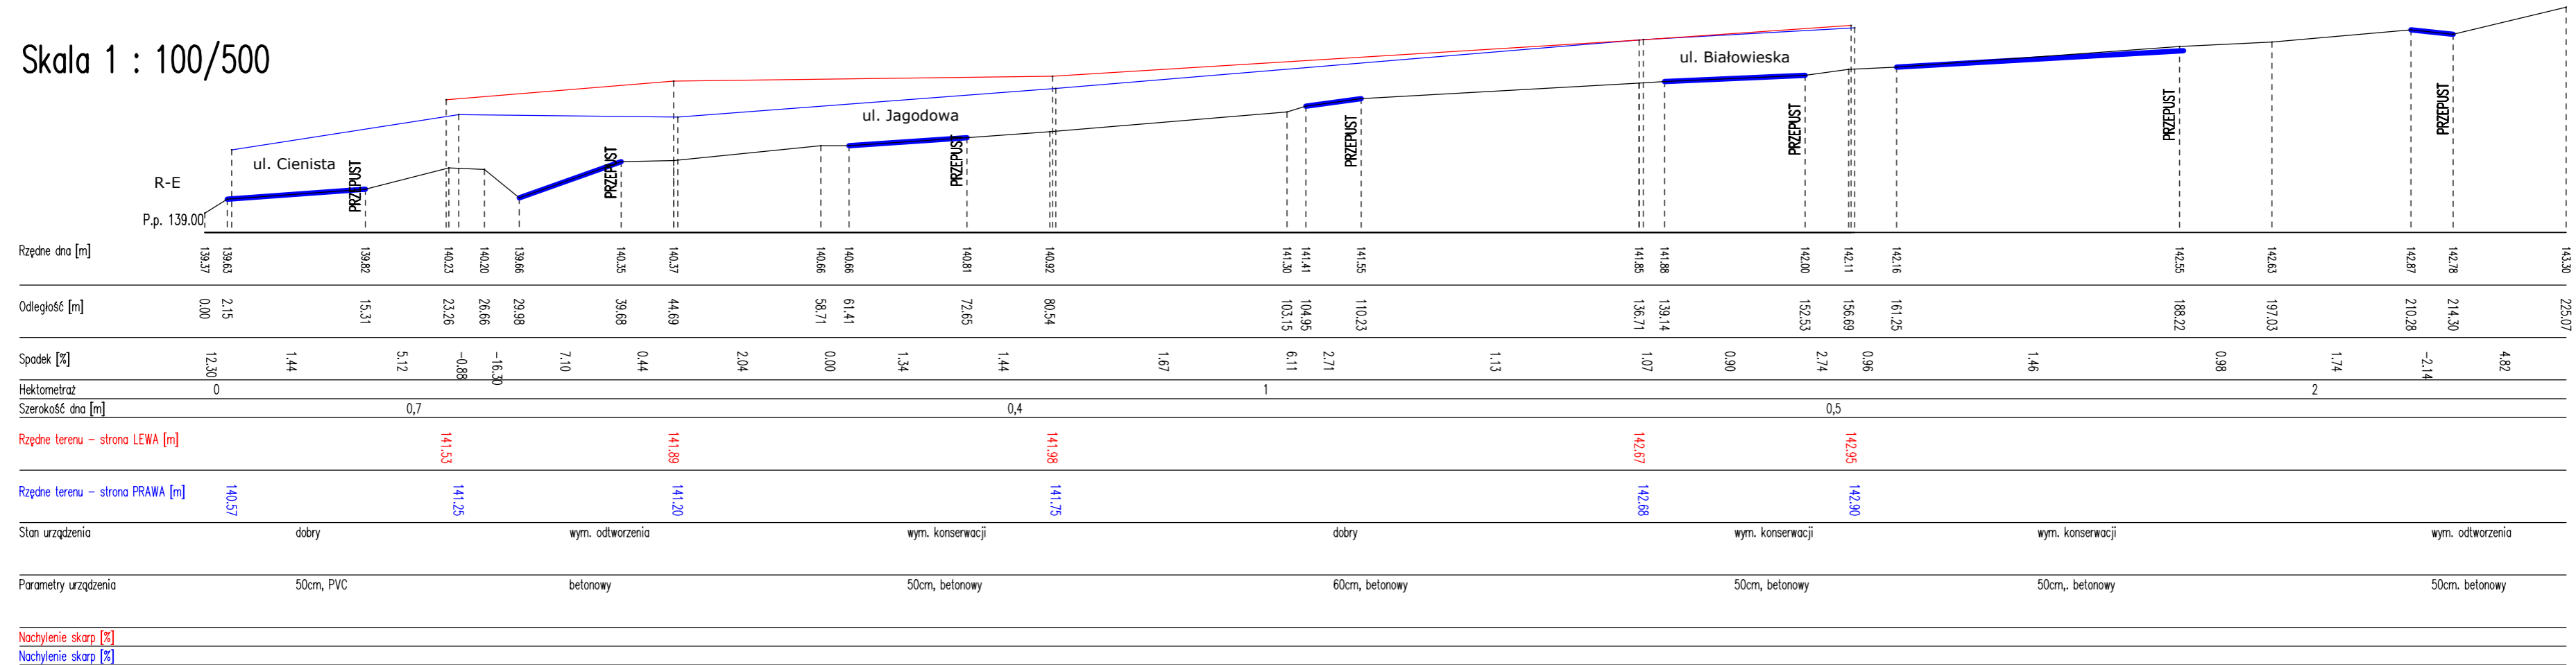 Skala 1 : 100/500
R-E
ul. Cienista
ul. Jagodowa
ul. Białowieska
PRZEPUST
PRZEPUST
PRZEPUST
PRZEPUST
PRZEPUST
PRZEPUST
PRZEPUST
P.p. 139.00
Rzędne dna [m] 139.37 139.63 139.82 140.23 140.20 139.66 140.35 140.37 140.66 140.66 140.81 140.92 141.30 141.41 141.55 141.85 141.88 142.00 142.11 142.16 142.55 142.63 142.87 142.78 143.30
Odległość [m] 0.00 2.15 15.31 23.26 26.66 29.98 39.68 44.69 58.71 61.41 72.65 80.54 103.15 104.95 110.23 136.71 139.14 152.53 156.69 161.25 188.22 197.03 210.28 214.30 225.07
Spadek [%] 12.30 1.44 5.12 -0.88 -16.30 7.10 0.44 2.04 0.00 1.34 1.44 1.67 6.11 2.71 1.13 1.07 0.90 2.74 0.96 1.46 0.98 1.74 -2.14 4.82
Hektometraż 0 1 2
Szerokość dna [m] 0,7 0,4 0,5
Rzędne terenu - strona LEWA [m] 141.53 141.89 141.98 142.67 142.95
Rzędne terenu - strona PRAWA [m] 140.57 141.25 141.20 141.75 142.68 142.90
Stan urządzenia dobry wym. odtworzenia wym. konserwacji dobry wym. konserwacji wym. konserwacji wym. odtworzenia
Parametry urządzenia 50cm, PVC betonowy 50cm, betonowy 60cm, betonowy 50cm, betonowy 50cm,. betonowy 50cm. betonowy
Nachylenie skarp [%]
Nachylenie skarp [%]